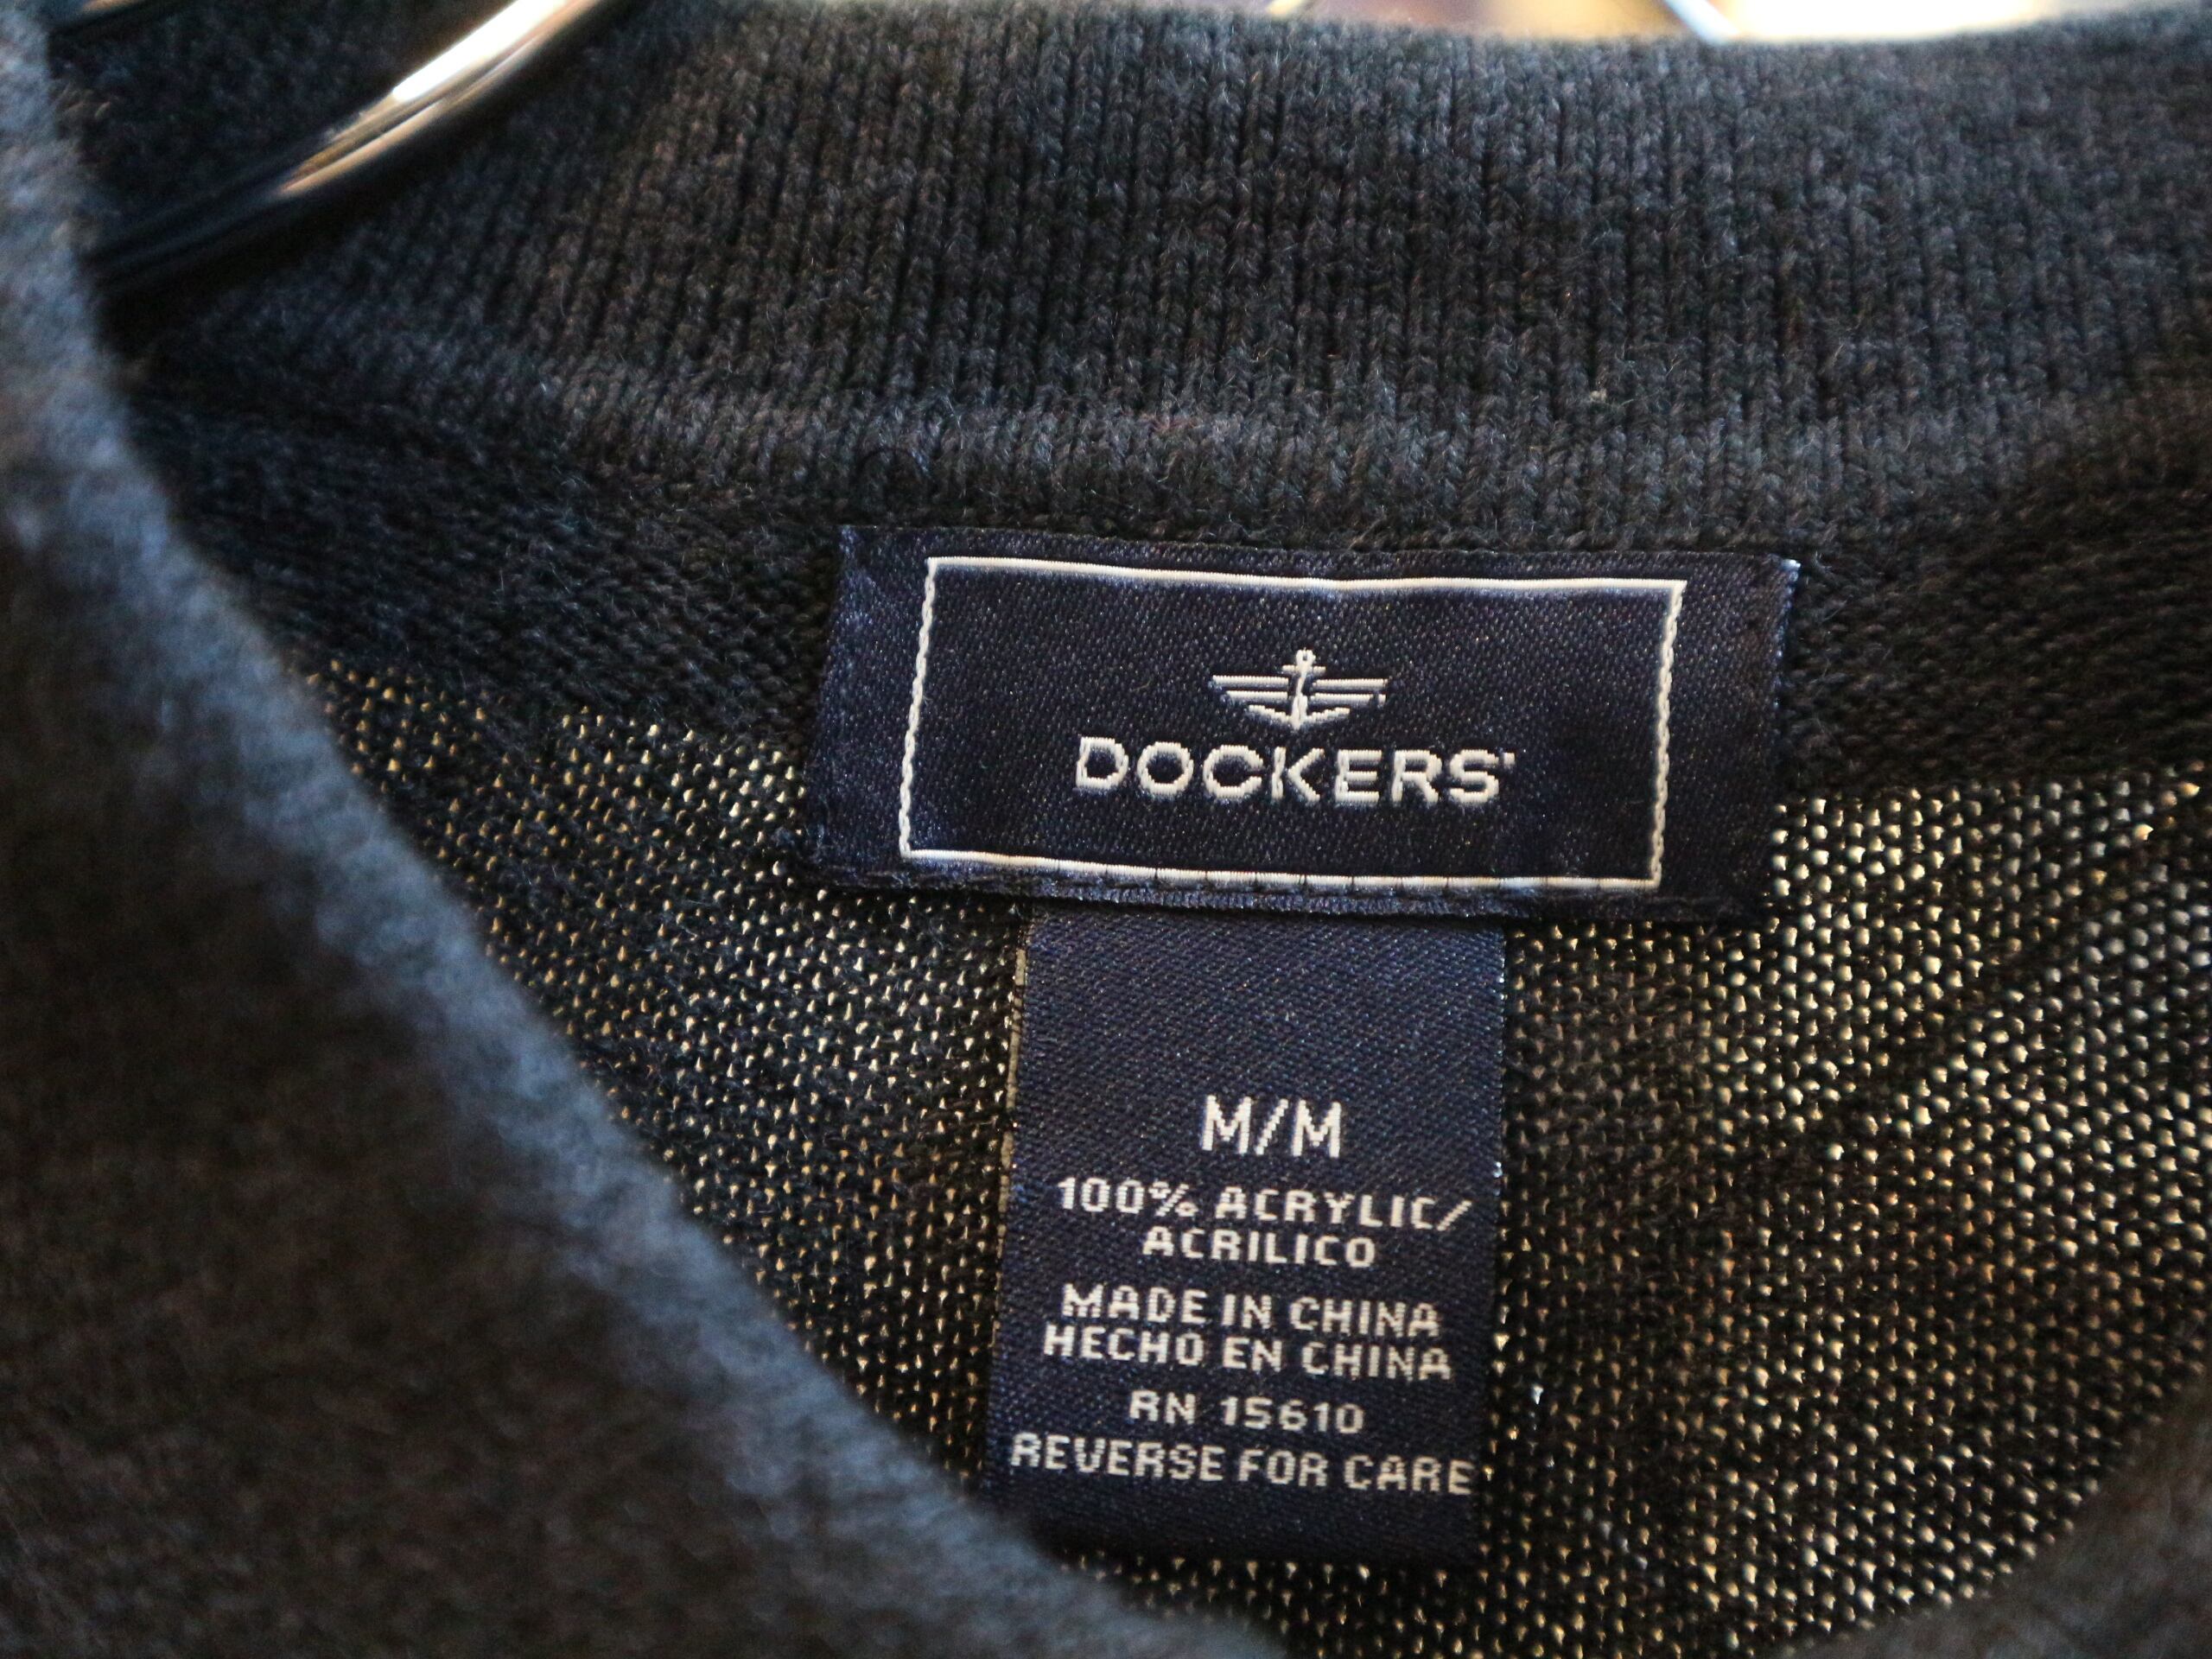 DOCKERS
M/M
100% ACRYLIC/
ACRILICO
MADE IN CHINA
HECHO EN CHINA
RN 15610
REVERSE FOR CARE